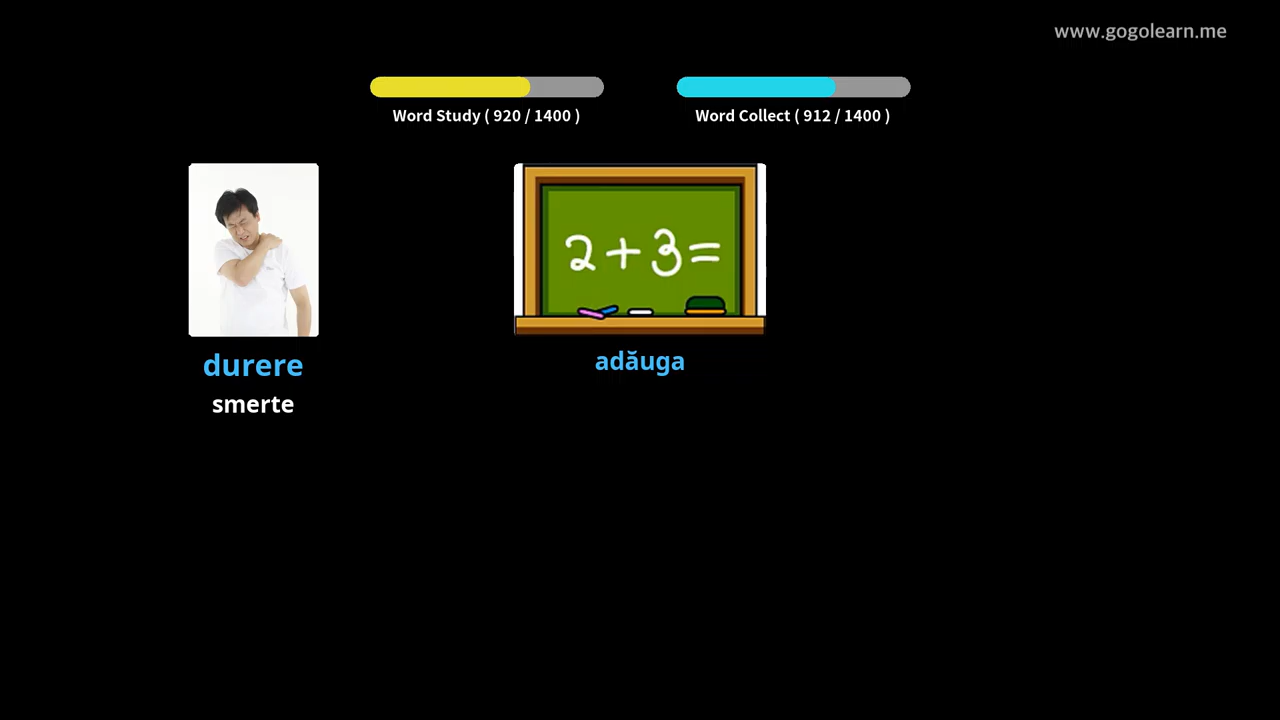 www.gogolearn.me
Word Study ( 920 / 1400 )
Word Collect ( 912 / 1400 )
2+3=
durere
smerte
adăuga